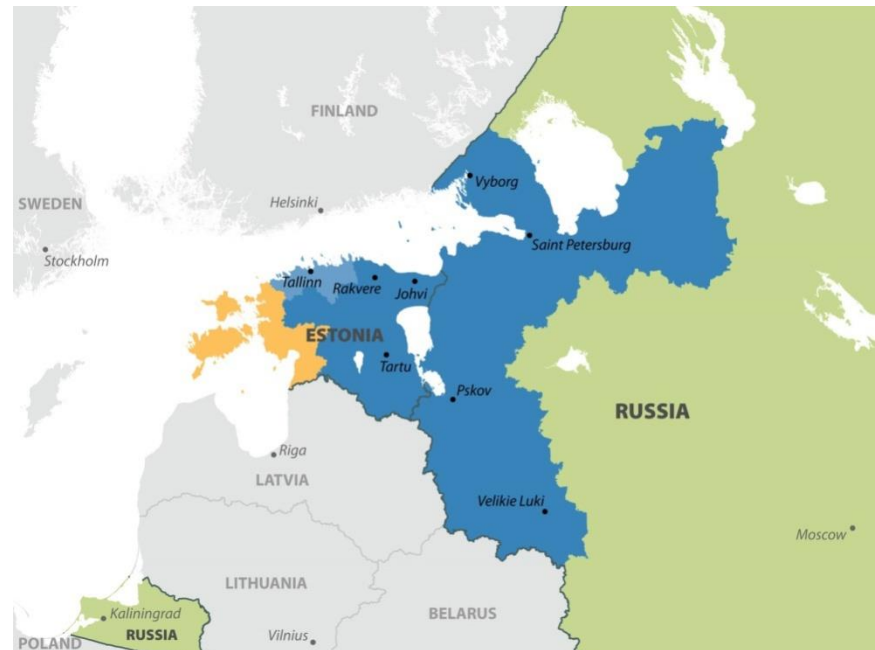 FINLAND
Vyborg
SWEDEN
Helsinki
Saint Petersburg
Stockholm
Tallinn
Rakvere
Johvi
ESTONIA
Tartu
Pskov
RUSSIA
Riga
LATVIA
Velikie Luki
Moscow
LITHUANIA
BELARUS
Kaliningrad
RUSSIA
Vilnius
POLAND